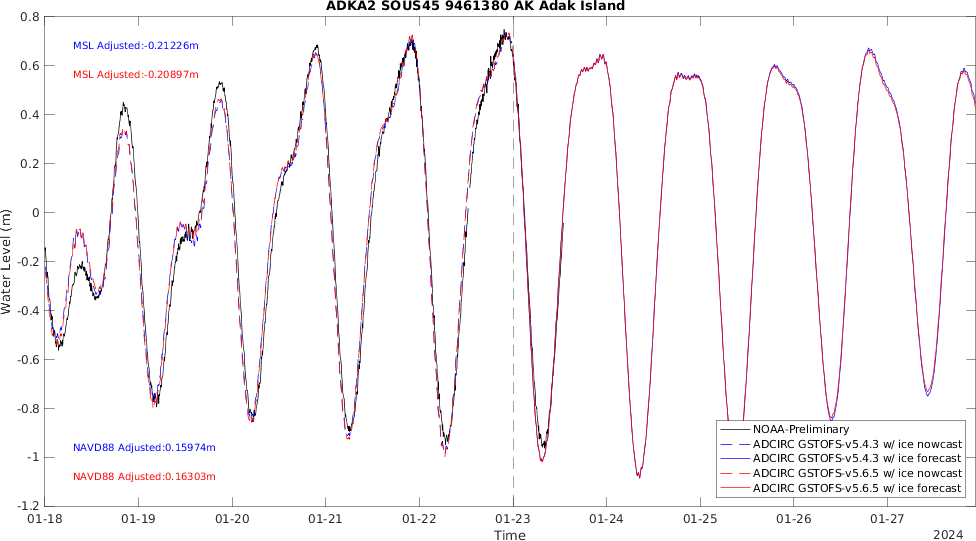 ADKA2 SOUS45 9461380 AK Adak Island
0.8
0.6
0.4
0.2
0
-0.2
-0.4
-0.6
-0.8
-1
-1.2
Water Level (m)
MSL Adjusted:-0.21226m
MSL Adjusted:-0.20897m
NAVD88 Adjusted:0.15974m
NAVD88 Adjusted:0.16303m
NOAA-Preliminary
ADCIRC GSTOFS-v5.4.3 w/ ice nowcast
ADCIRC GSTOFS-v5.4.3 w/ ice forecast
ADCIRC GSTOFS-v5.6.5 w/ ice nowcast
ADCIRC GSTOFS-v5.6.5 w/ ice forecast
01-18 01-19 01-20 01-21 01-22 01-23 01-24 01-25 01-26 01-27
Time
2024